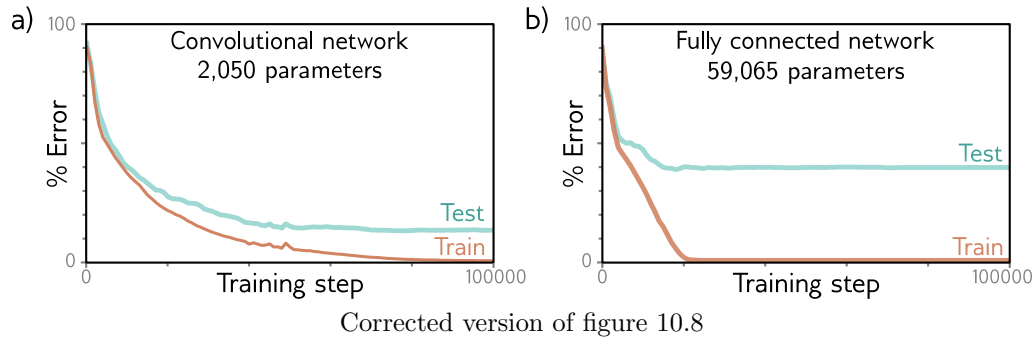 a)
100
Convolutional network
2,050 parameters
% Error
Test
Train
0
0
Training step
100000
b)
100
Fully connected network
59,065 parameters
% Error
Test
Train
0
0
Training step
100000
Corrected version of figure 10.8